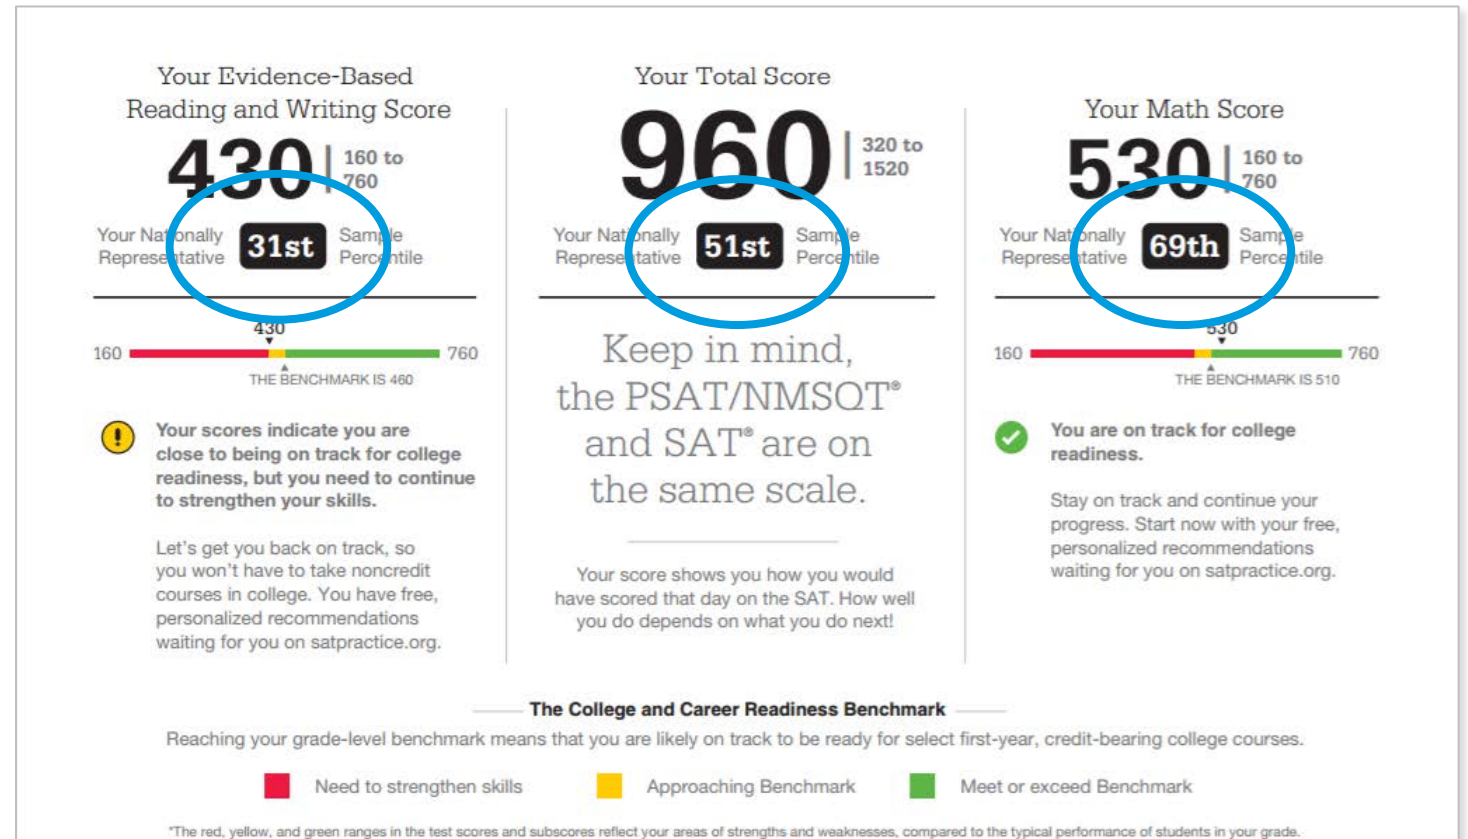 Your Evidence-Based
Reading and Writing Score
430
160 to
760
Your Nationally
Representative
31st
Sample
Percentile
430
160
760
THE BENCHMARK IS 460
Your scores indicate you are
close to being on track for college
readiness, but you need to continue
to strengthen your skills.
Let's get you back on track, so
you won't have to take noncredit
courses in college. You have free,
personalized recommendations
waiting for you on satpractice.org.
Your Total Score
960
320 to
1520
Your Nationally
Representative
51st
Sample
Percentile
Keep in mind,
the PSAT/NMSQT®
and SAT® are on
the same scale.
Your score shows you how you would
have scored that day on the SAT. How well
you do depends on what you do next!
Your Math Score
530
160 to
760
Your Nationally
Representative
69th
Sample
Percentile
530
160
760
THE BENCHMARK IS 510
You are on track for college
readiness.
Stay on track and continue your
progress. Start now with your free,
personalized recommendations
waiting for you on satpractice.org.
The College and Career Readiness Benchmark
Reaching your grade-level benchmark means that you are likely on track to be ready for select first-year, credit-bearing college courses.
Need to strengthen skills
Approaching Benchmark
Meet or exceed Benchmark
*The red, yellow, and green ranges in the test scores and subscores reflect your areas of strengths and weaknesses, compared to the typical performance of students in your grade.